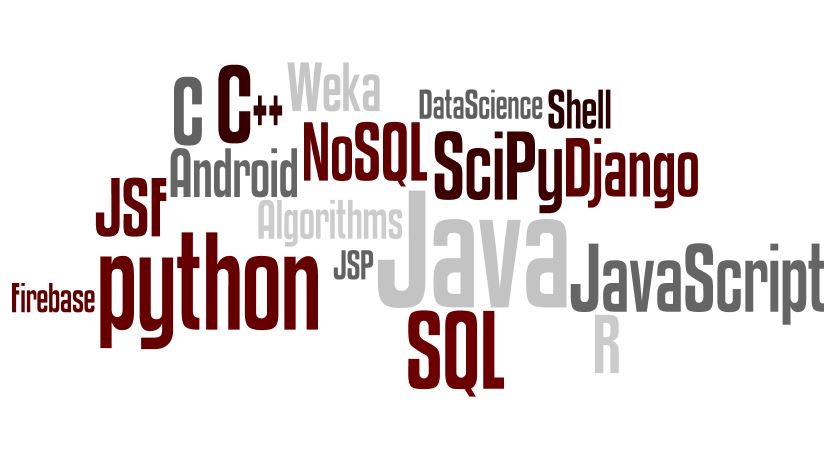 C
C++
Weka
DataScience
Shell
Android
NoSQL
SciPy
Django
JSF
Algorithms
Java
python
JSP
JavaScript
Firebase
SQL
R